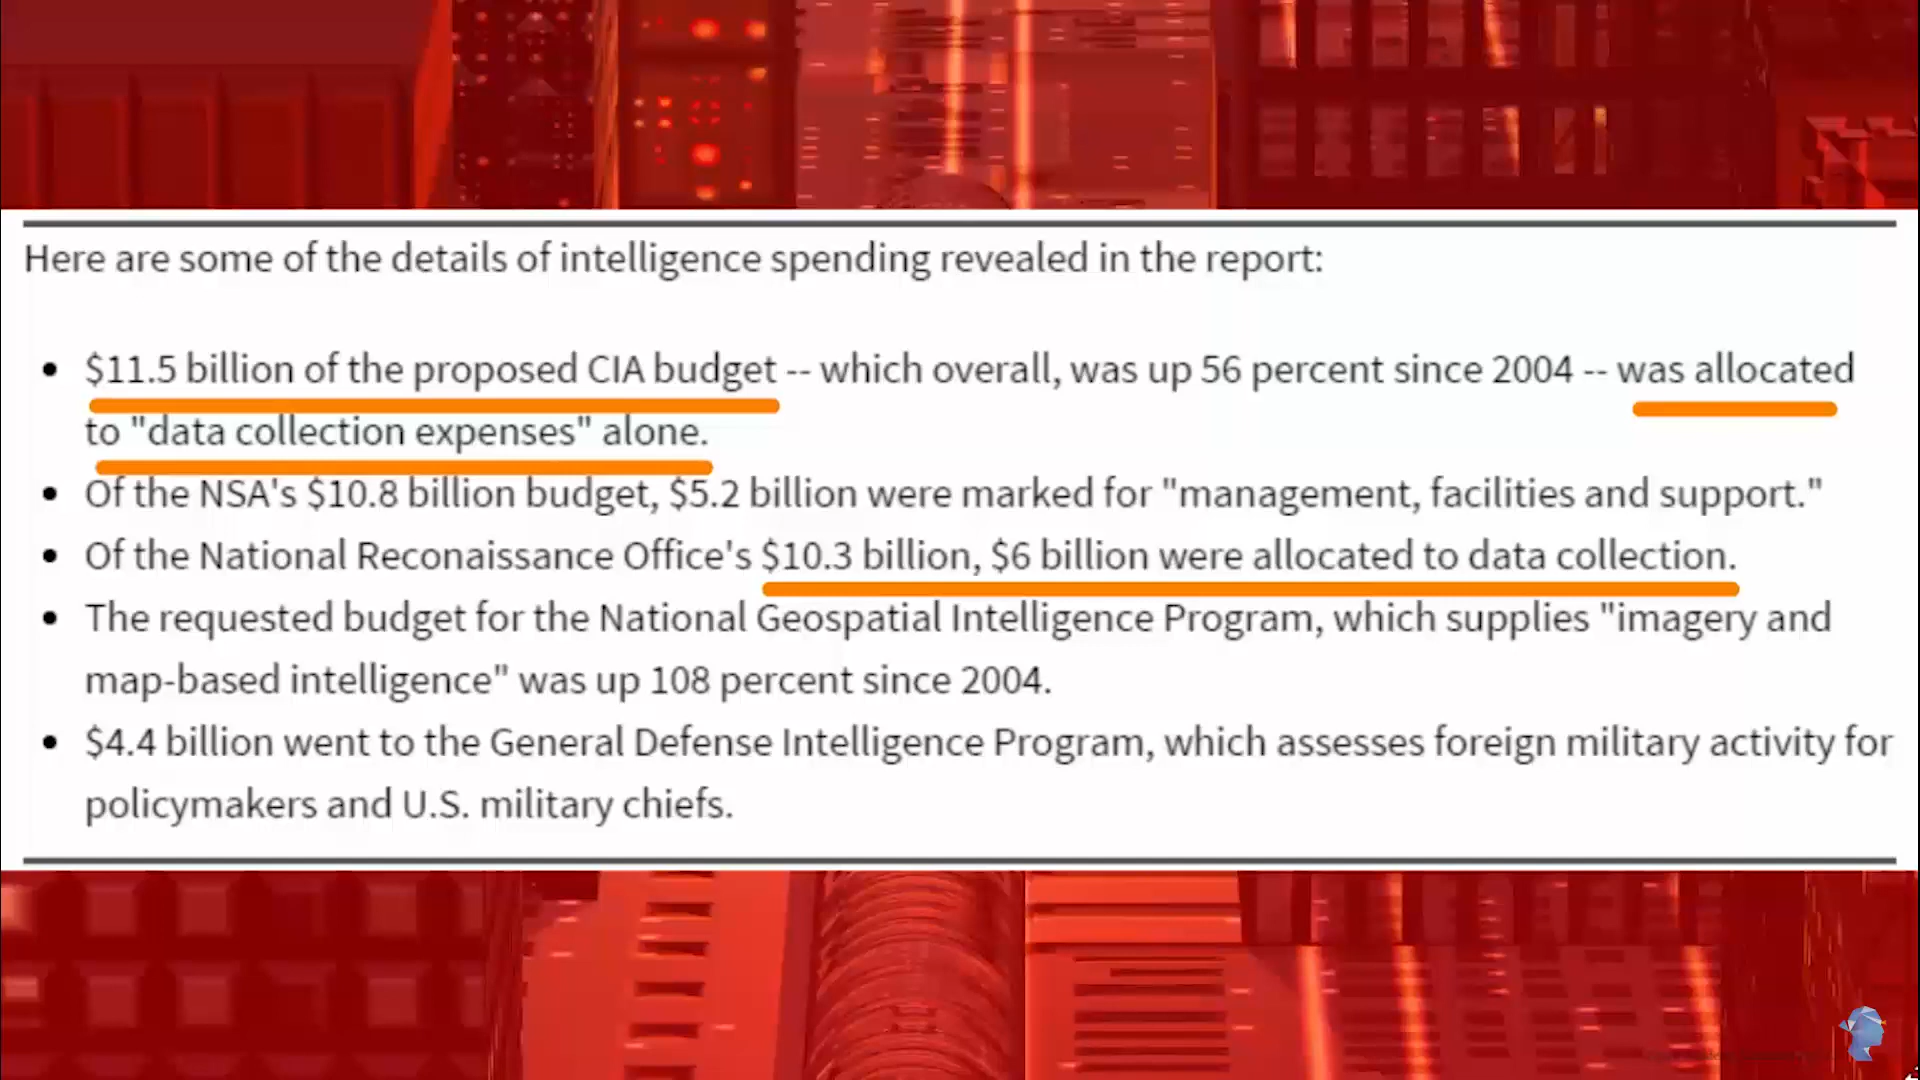 Here are some of the details of intelligence spending revealed in the report:
• $11.5 billion of the proposed CIA budget -- which overall, was up 56 percent since 2004 -- was allocated
to "data collection expenses" alone.
• Of the NSA's $10.8 billion budget, $5.2 billion were marked for "management, facilities and support."
• Of the National Reconaissance Office's $10.3 billion, $6 billion were allocated to data collection.
• The requested budget for the National Geospatial Intelligence Program, which supplies "imagery and
map-based intelligence" was up 108 percent since 2004.
• $4.4 billion went to the General Defense Intelligence Program, which assesses foreign military activity for
policymakers and U.S. military chiefs.